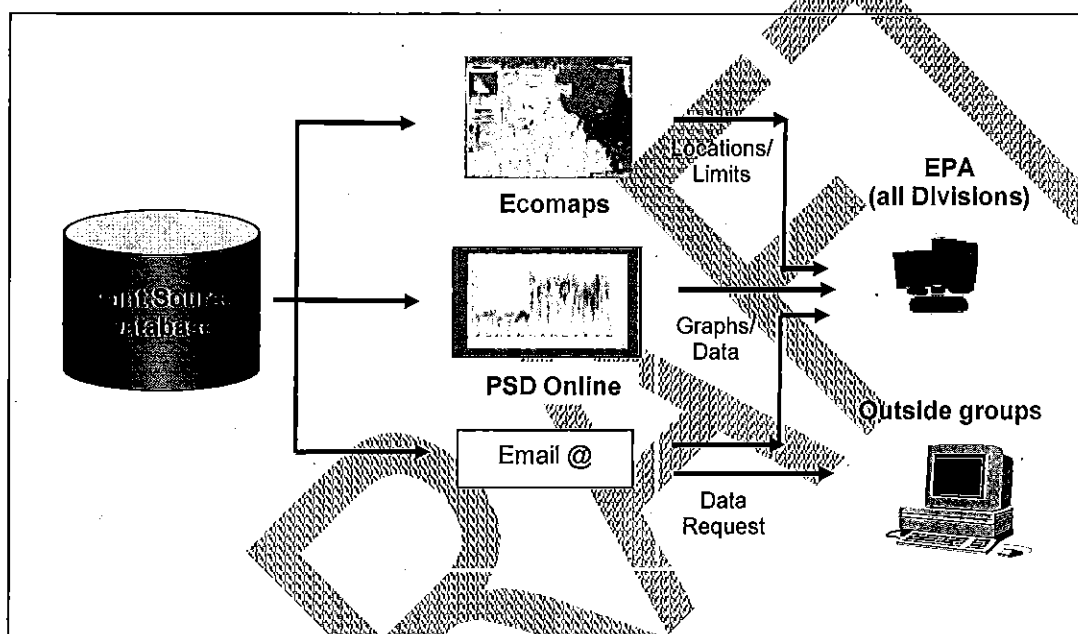 Ecomaps
Locations/
Limits
EPA
(all Divisions)
Graphs/
Data
PSD Online
Outside groups
Email @
Data
Request